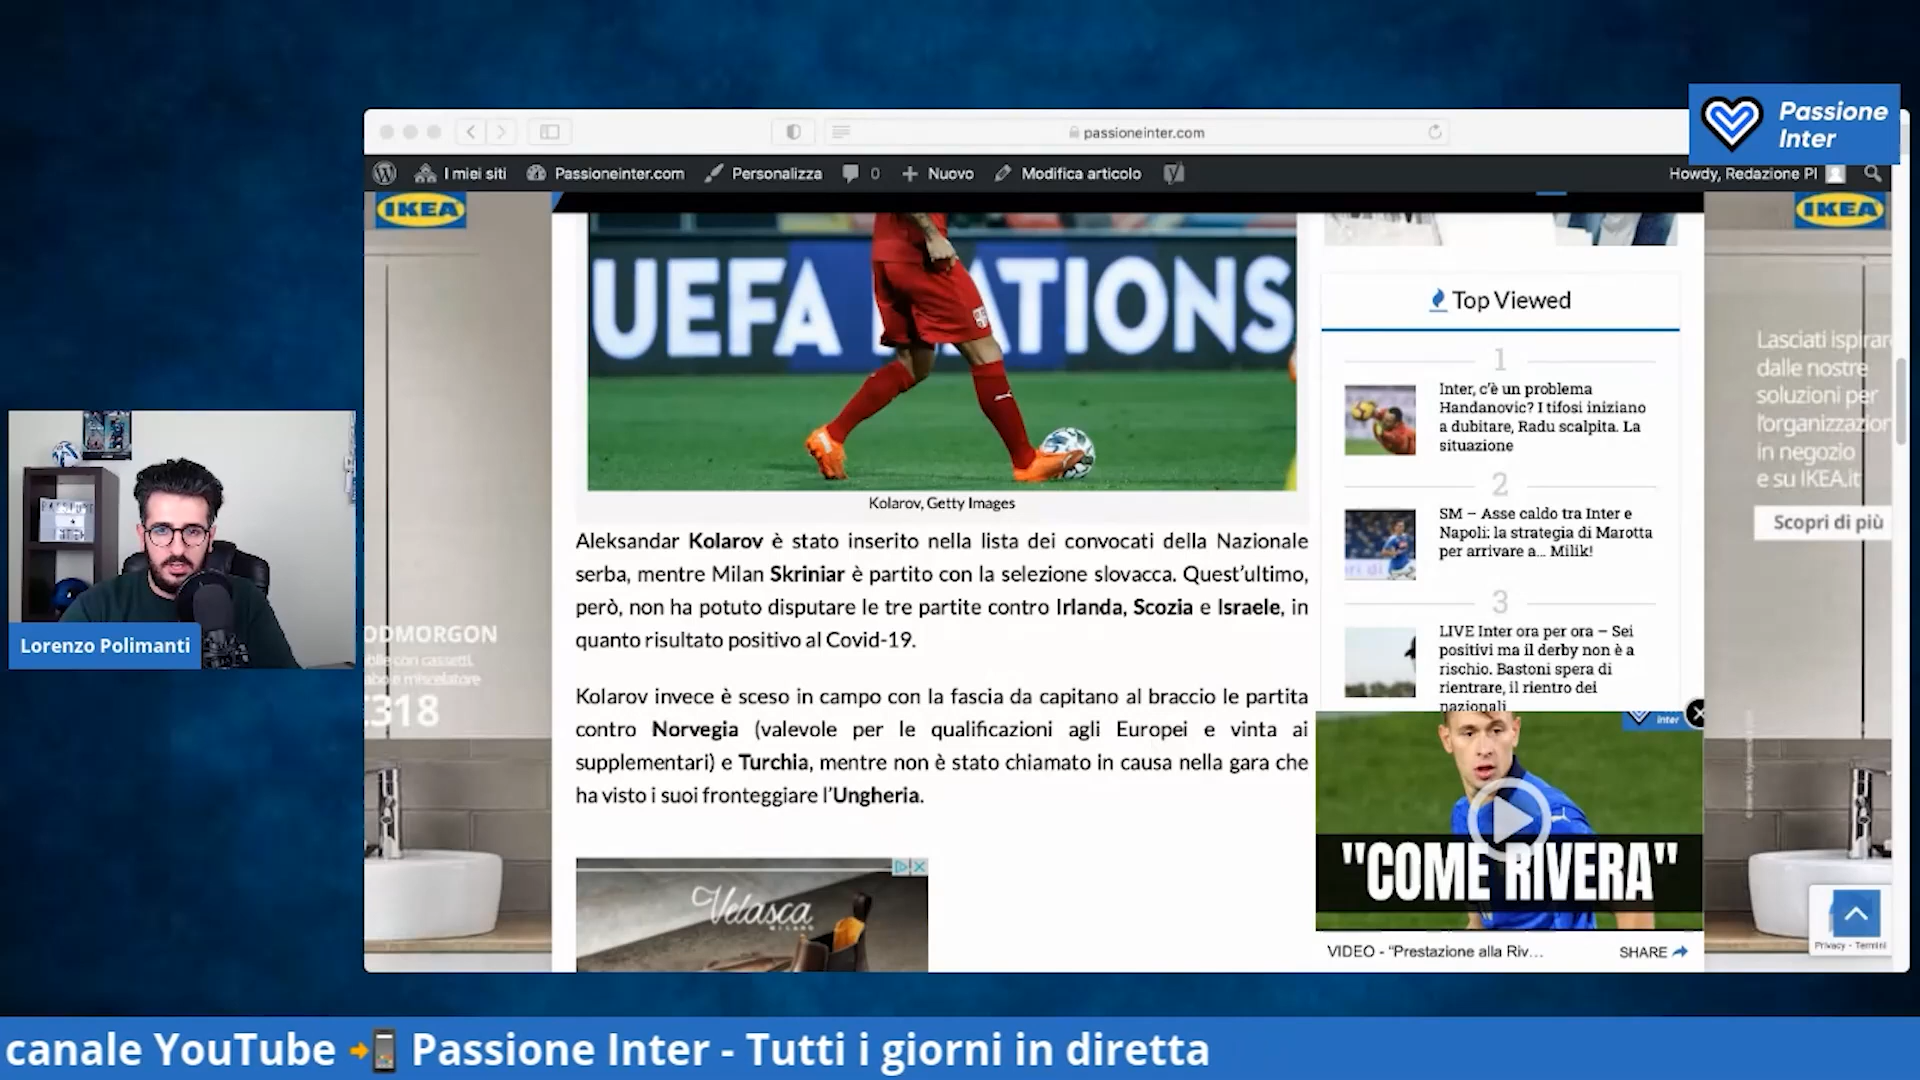 Passione
Inter
passioneinter.com
I miei siti
Passioneinter.com
Personalizza
0
Nuovo
Modifica articolo
Howdy, Redazione PI
IKEA
IKEA
UEFA NATIONS
Kolarov, Getty Images
Aleksandar Kolarov è stato inserito nella lista dei convocati della Nazionale
serba, mentre Milan Skriniar è partito con la selezione slovacca. Quest'ultimo,
però, non ha potuto disputare le tre partite contro Irlanda, Scozia e Israele, in
quanto risultato positivo al Covid-19.
Kolarov invece è sceso in campo con la fascia da capitano al braccio le partita
contro Norvegia (valevole per le qualificazioni agli Europei e vinta ai
supplementari) e Turchia, mentre non è stato chiamato in causa nella gara che
ha visto i suoi fronteggiare l'Ungheria.
Velasca
MILANO
Top Viewed
1
Inter, c'è un problema
Handanovic? I tifosi iniziano
a dubitare, Radu scalpita. La
situazione
2
SM – Asse caldo tra Inter e
Napoli: la strategia di Marotta
per arrivare a... Milik!
3
LIVE Inter ora per ora – Sei
positivi ma il derby non è a
rischio. Bastoni spera di
rientrare, il rientro dei
nazionali
Inter
"COME RIVERA"
VIDEO - "Prestazione alla Riv...
SHARE
Lasciati ispirar
dalle nostre
soluzioni per
l'organizzazion
in negozio
e su IKEA.it
Scopri di più
Privacy - Termini
ODMORGON
€318
Lorenzo Polimanti
canale YouTube Passione Inter - Tutti i giorni in diretta